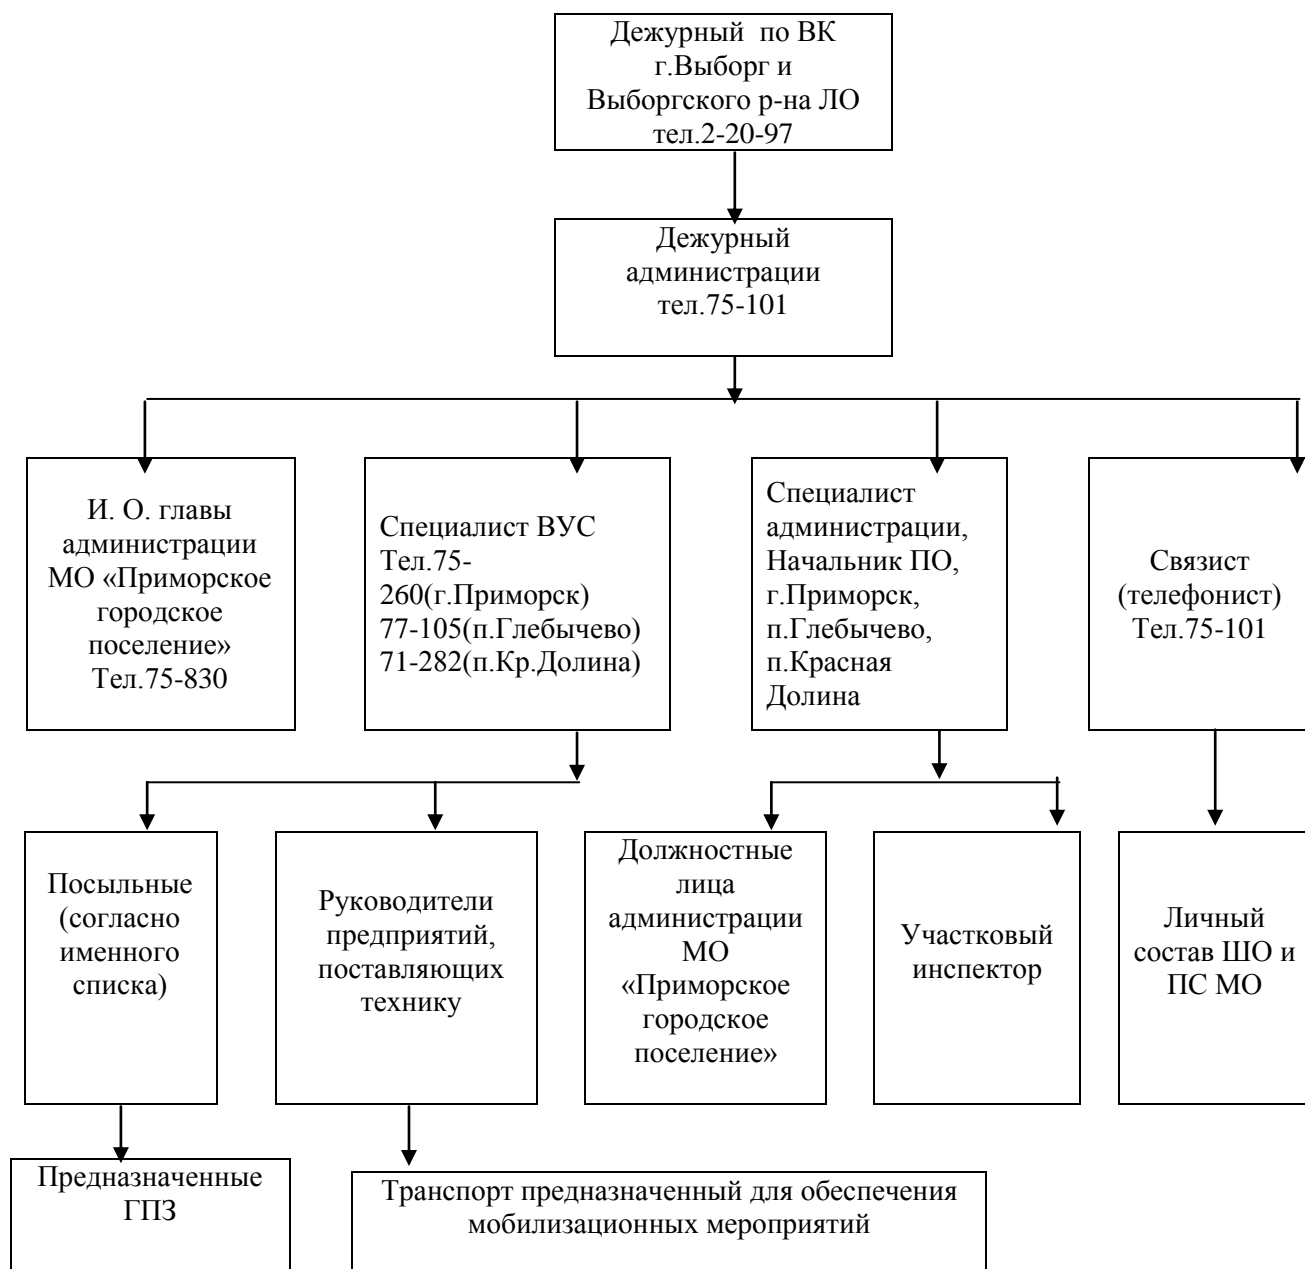 Дежурный по ВК
г.Выборг и
Выборгского р-на ЛО
тел.2-20-97
Дежурный
администрации
тел.75-101
И. О. главы
администрации
МО «Приморское
городское
поселение»
Тел.75-830
Специалист ВУС
Тел.75-
260(г.Приморск)
77-105(п.Глебычево)
71-282(п.Кр.Долина)
Специалист
администрации,
Начальник ПО,
г.Приморск,
п.Глебычево,
п.Красная
Долина
Связист
(телефонист)
Тел.75-101
Посыльные
(согласно
именного
списка)
Руководители
предприятий,
поставляющих
технику
Должностные
лица
администрации
МО
«Приморское
городское
поселение»
Участковый
инспектор
Личный
состав ШО и
ПС МО
Предназначенные
ГПЗ
Транспорт предназначенный для обеспечения
мобилизационных мероприятий